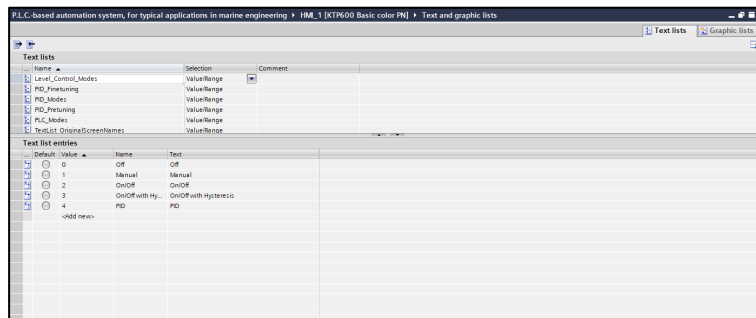 P.L.C.-based automation system, for typical applications in marine engineering ▸ HMI_1 [KTP600 Basic color PN] ▸ Text and graphic lists
Text lists Graphic lists
Text lists
... Name ▲ Selection Comment
Level_Control_Modes Value/Range
PID_Finetuning Value/Range
PID_Modes Value/Range
PID_Pretuning Value/Range
PLC_Modes Value/Range
TextList_OriginalScreenNames Value/Range
Text list entries
... Default Value ▲ Name Text
0 Off Off
1 Manual Manual
2 On/Off On/Off
3 On/Off with Hy... On/Off with Hysteresis
4 PID PID
<Add new>